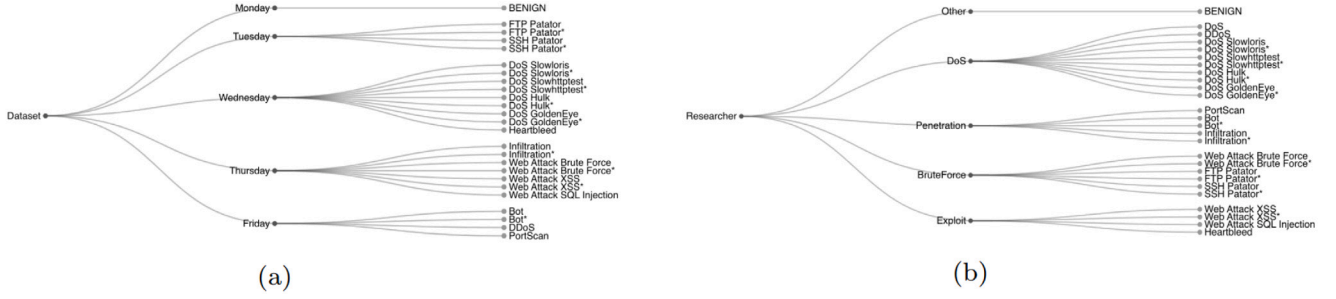 Dataset
Monday
BENIGN
Tuesday
FTP Patator
FTP Patator*
SSH Patator
SSH Patator*
Wednesday
DoS Slowloris
DoS Slowloris*
DoS Slowhttptest
DoS Slowhttptest*
DoS Hulk
DoS Hulk*
DoS GoldenEye
DoS GoldenEye*
Heartbleed
Thursday
Infiltration
Infiltration*
Web Attack Brute Force
Web Attack Brute Force*
Web Attack XSS
Web Attack XSS*
Web Attack SQL Injection
Friday
Bot
Bot*
DDoS
PortScan
(a)
Researcher
Other
BENIGN
DoS
DoS
DDoS
DoS Slowloris
DoS Slowloris*
DoS Slowhttptest
DoS Slowhttptest*
DoS Hulk
DoS Hulk*
DoS GoldenEye
DoS GoldenEye*
Penetration
PortScan
Bot
Bot*
Infiltration
Infiltration*
BruteForce
Web Attack Brute Force
Web Attack Brute Force*
FTP Patator
FTP Patator*
SSH Patator
SSH Patator*
Exploit
Web Attack XSS
Web Attack XSS*
Web Attack SQL Injection
Heartbleed
(b)